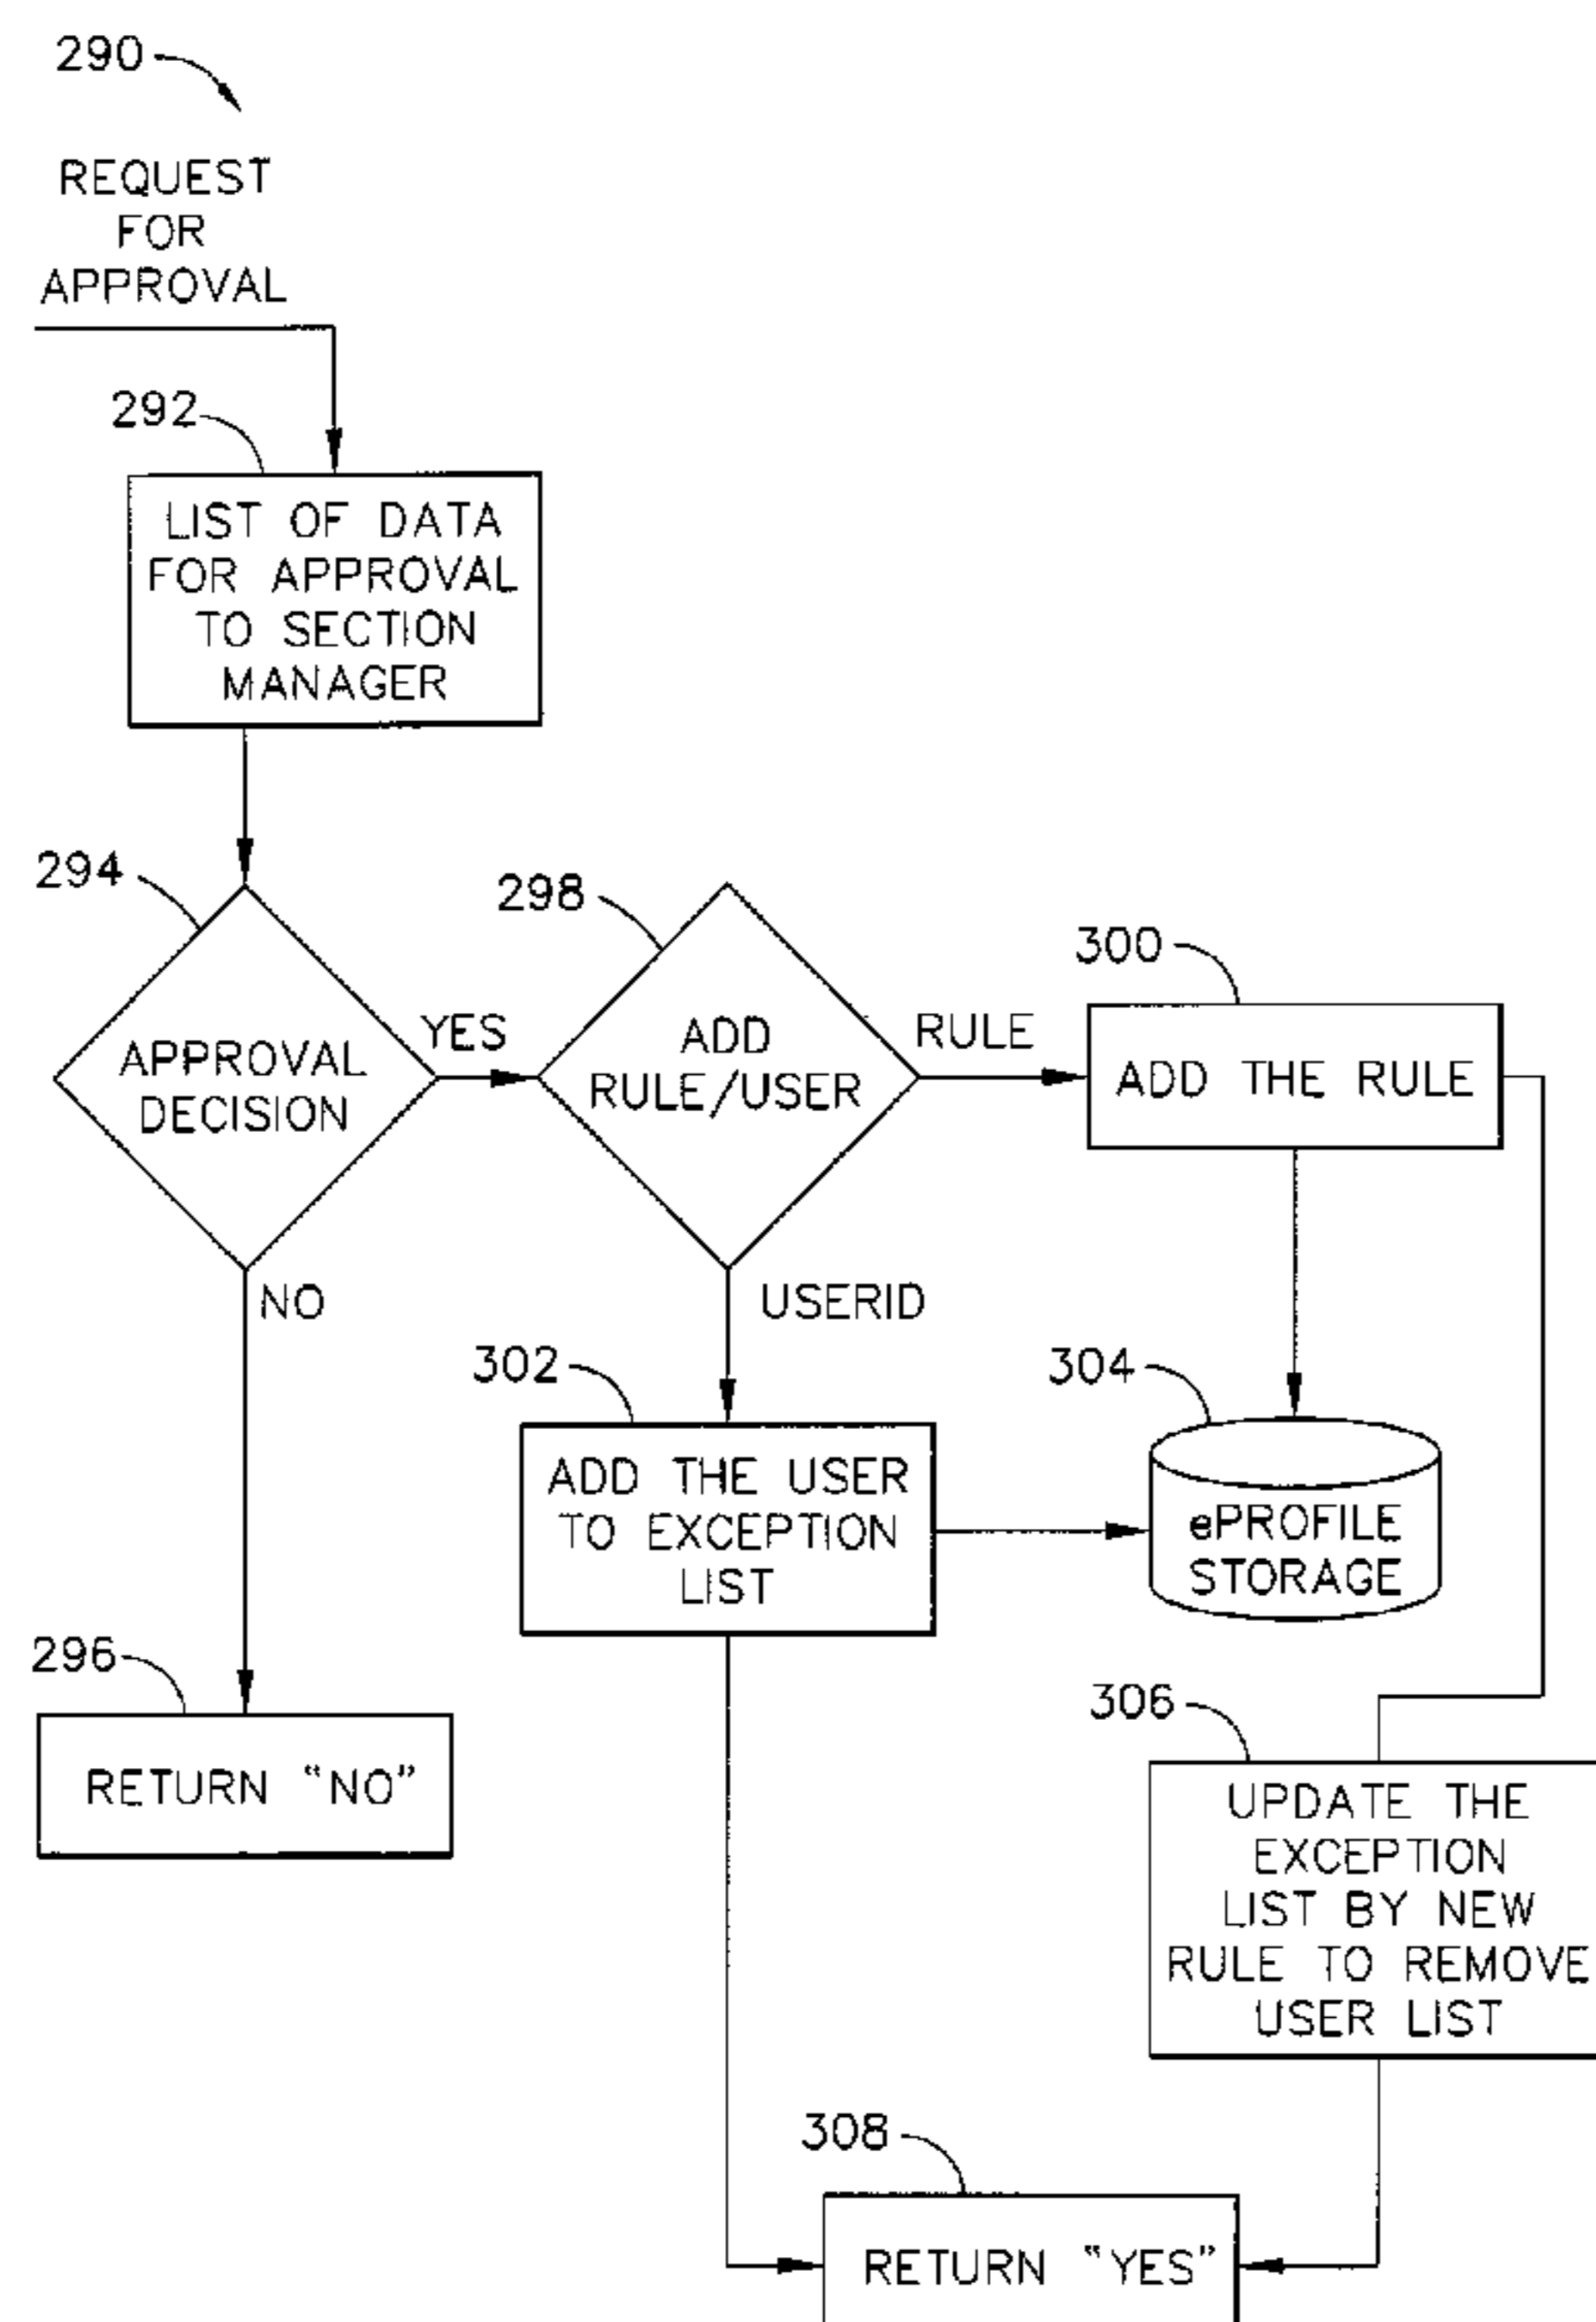 290
REQUEST
FOR
APPROVAL
292
LIST OF DATA
FOR APPROVAL
TO SECTION
MANAGER
294
APPROVAL
DECISION
YES
NO
298
ADD
RULE/USER
RULE
USERID
300
ADD THE RULE
302
ADD THE USER
TO EXCEPTION
LIST
304
ePROFILE
STORAGE
296
RETURN "NO"
306
UPDATE THE
EXCEPTION
LIST BY NEW
RULE TO REMOVE
USER LIST
308
RETURN "YES"